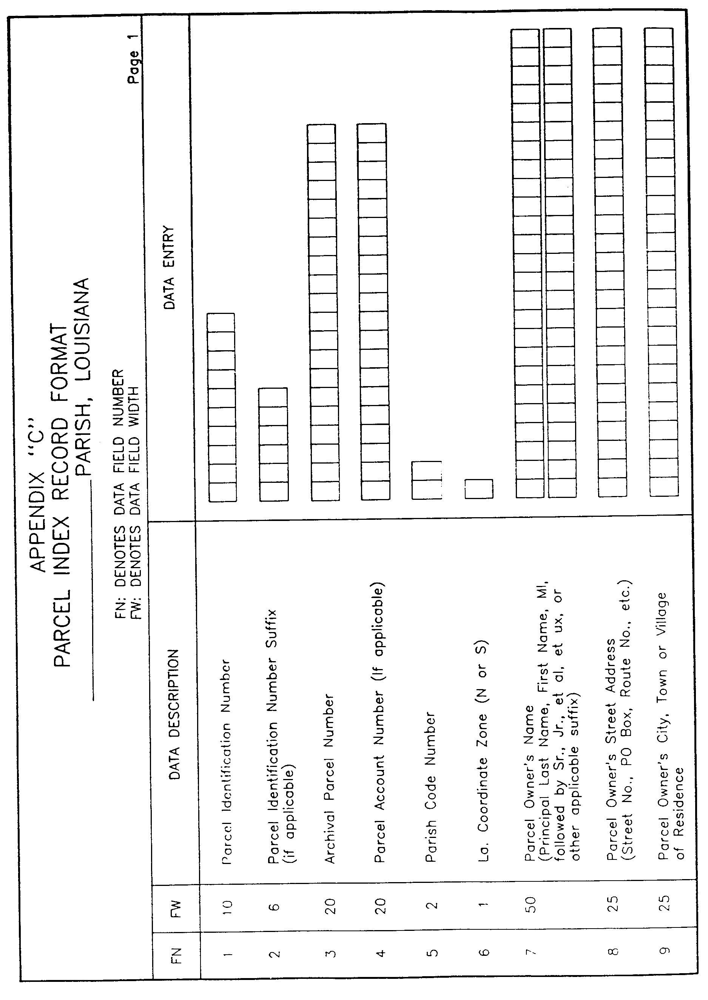 APPENDIX "C"
PARCEL INDEX RECORD FORMAT
PARISH, LOUISIANA
FN: DENOTES DATA FIELD NUMBER
FW: DENOTES DATA FIELD WIDTH
Page 1
FN FW DATA DESCRIPTION DATA ENTRY
1 10 Parcel Identification Number
2 6 Parcel Identification Number Suffix
(if applicable)
3 20 Archival Parcel Number
4 20 Parcel Account Number (If applicable)
5 2 Parish Code Number
6 1 La. Coordinate Zone (N or S)
7 50 Parcel Owner's Name
(Principal Last Name, First Name, MI,
followed by Sr., Jr., et al, et ux, or
other applicable suffix)
8 25 Parcel Owner's Street Address
(Street No., PO Box, Route No., etc.)
9 25 Parcel Owner's City, Town or Village
of Residence